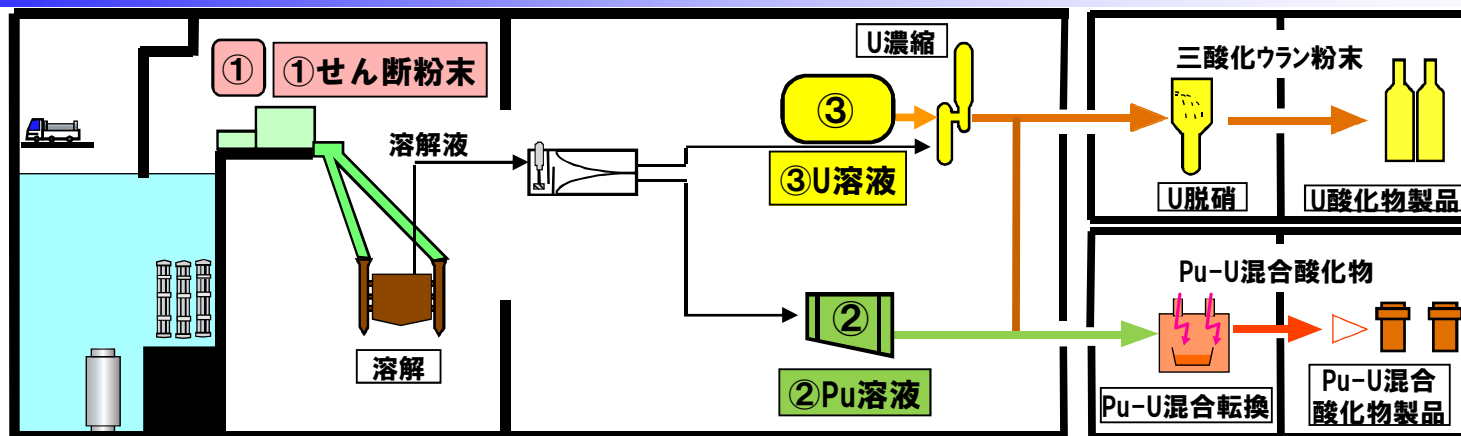 ①
①せん断粉末
溶解液
溶解
U濃縮
③
③U溶液
②
②Pu溶液
三酸化ウラン粉末
U脱硝
U酸化物製品
Pu-U混合酸化物
Pu-U混合転換
Pu-U混合
酸化物製品